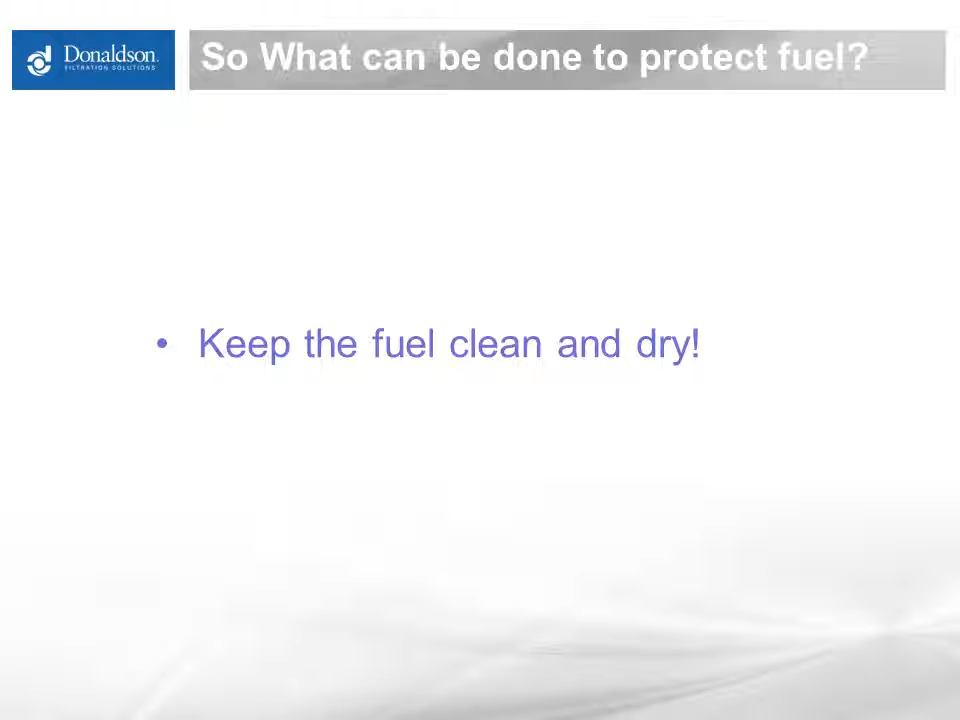 Donaldson.
FILTRATION SOLUTIONS
So What can be done to protect fuel?
• Keep the fuel clean and dry!